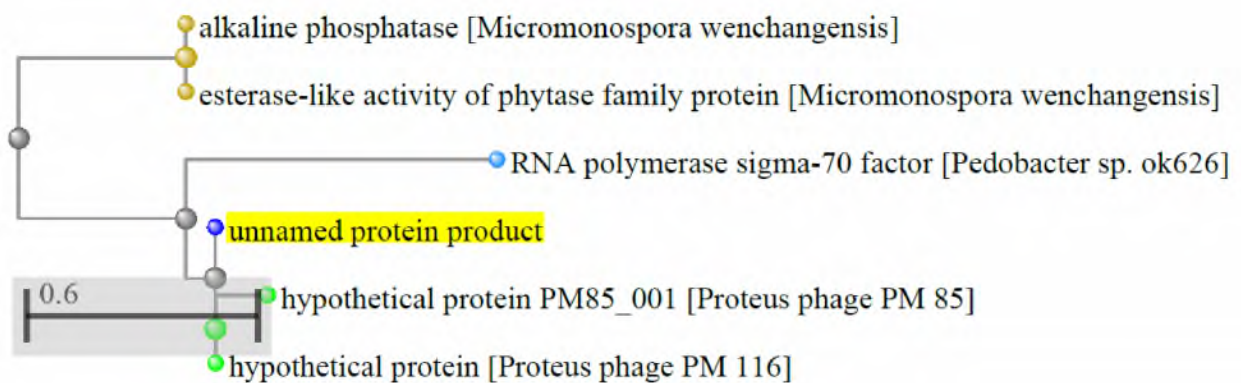 alkaline phosphatase [Micromonospora wenchangensis]
esterase-like activity of phytase family protein [Micromonospora wenchangensis]
RNA polymerase sigma-70 factor [Pedobacter sp. ok626]
unnamed protein product
0.6
hypothetical protein PM85_001 [Proteus phage PM 85]
hypothetical protein [Proteus phage PM 116]